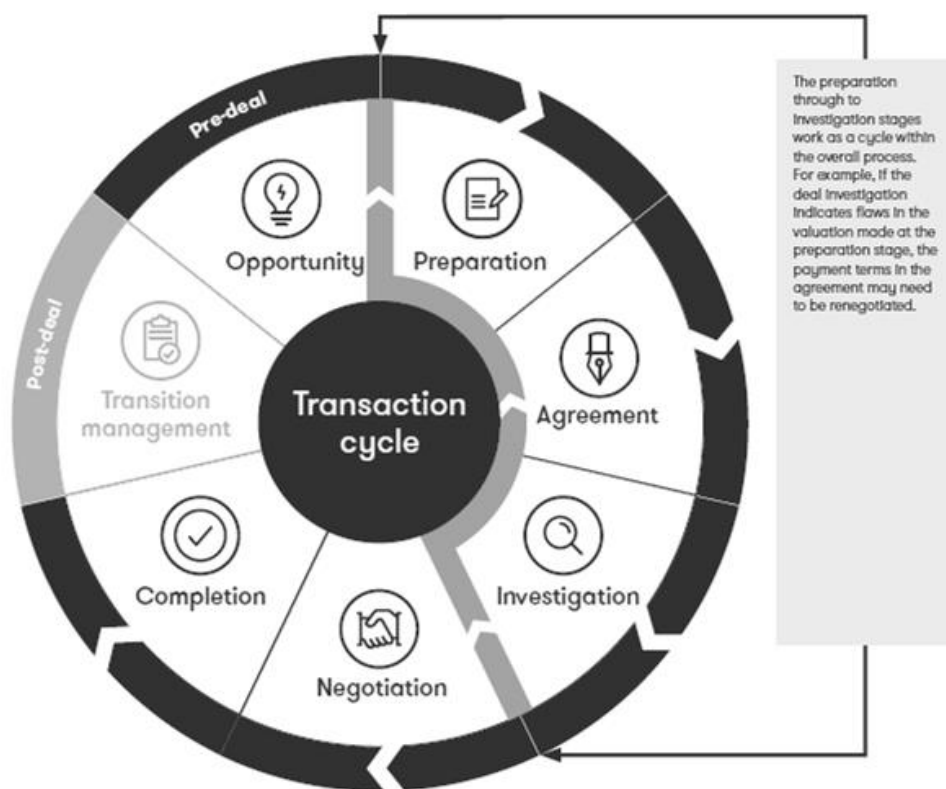 Pre-deal
Post-deal
Opportunity
Preparation
Agreement
Investigation
Negotiation
Completion
Transition
management
Transaction
cycle
The preparation
through to
investigation stages
work as a cycle within
the overall process.
For example, if the
deal investigation
indicates flaws in the
valuation made at the
preparation stage, the
payment terms in the
agreement may need
to be renegotiated.